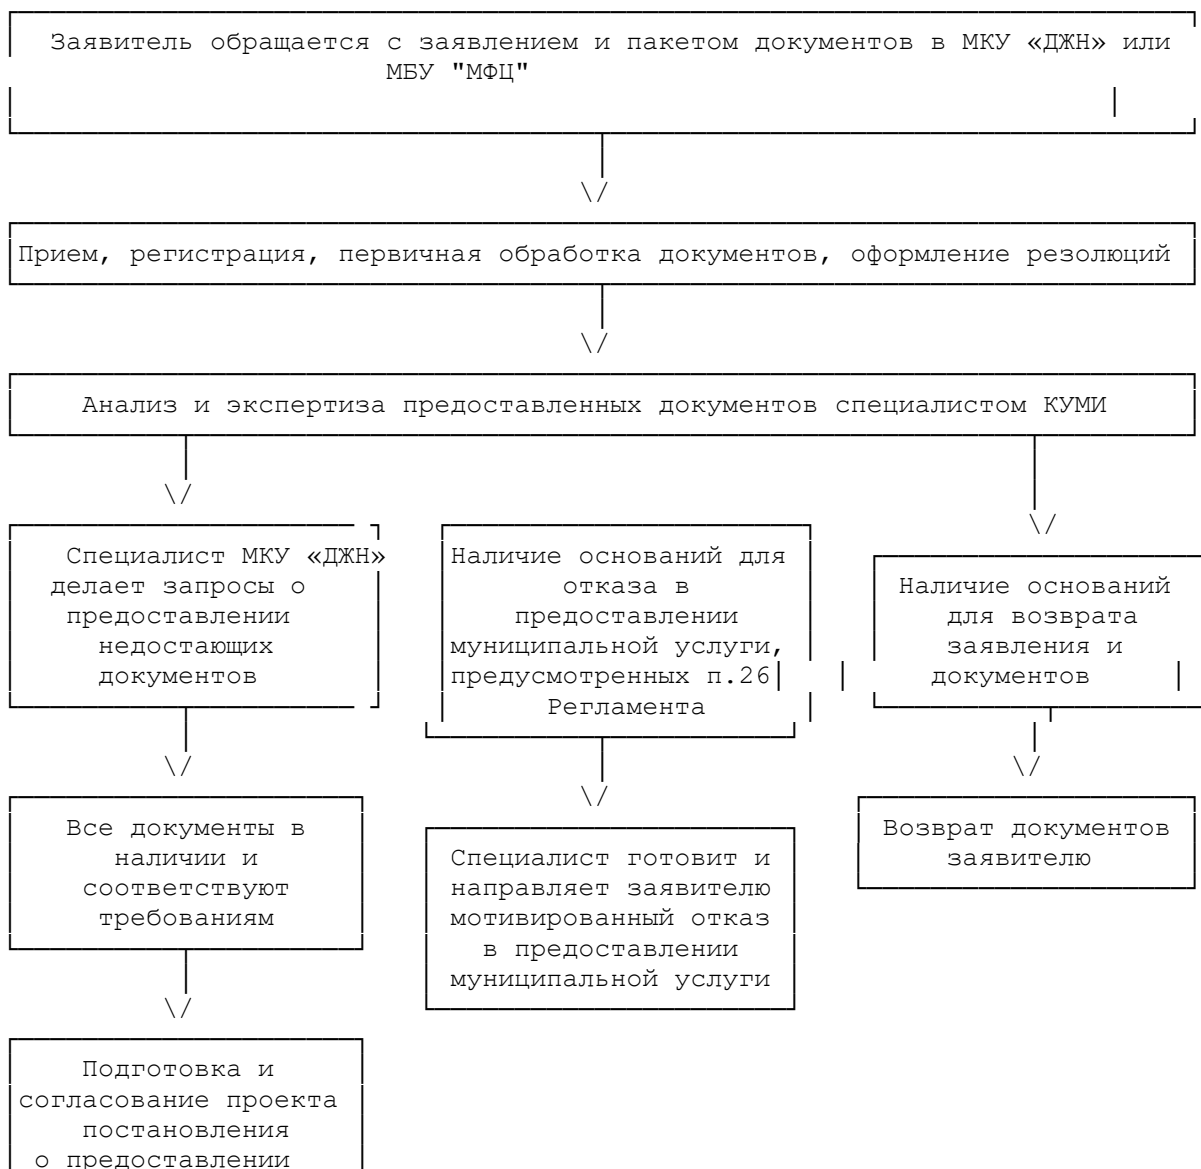 Заявитель обращается с заявлением и пакетом документов в МКУ «ДЖН» или
МБУ "МФЦ"
Прием, регистрация, первичная обработка документов, оформление резолюций
Анализ и экспертиза предоставленных документов специалистом КУМИ
Специалист МКУ «ДЖН»
делает запросы о
предоставлении
недостающих
документов
Наличие оснований для
отказа в
предоставлении
муниципальной услуги,
предусмотренных п.26
Регламента
Наличие оснований
для возврата
заявления и
документов
Все документы в
наличии и
соответствуют
требованиям
Специалист готовит и
направляет заявителю
мотивированный отказ
в предоставлении
муниципальной услуги
Возврат документов
заявителю
Подготовка и
согласование проекта
постановления
о предоставлении